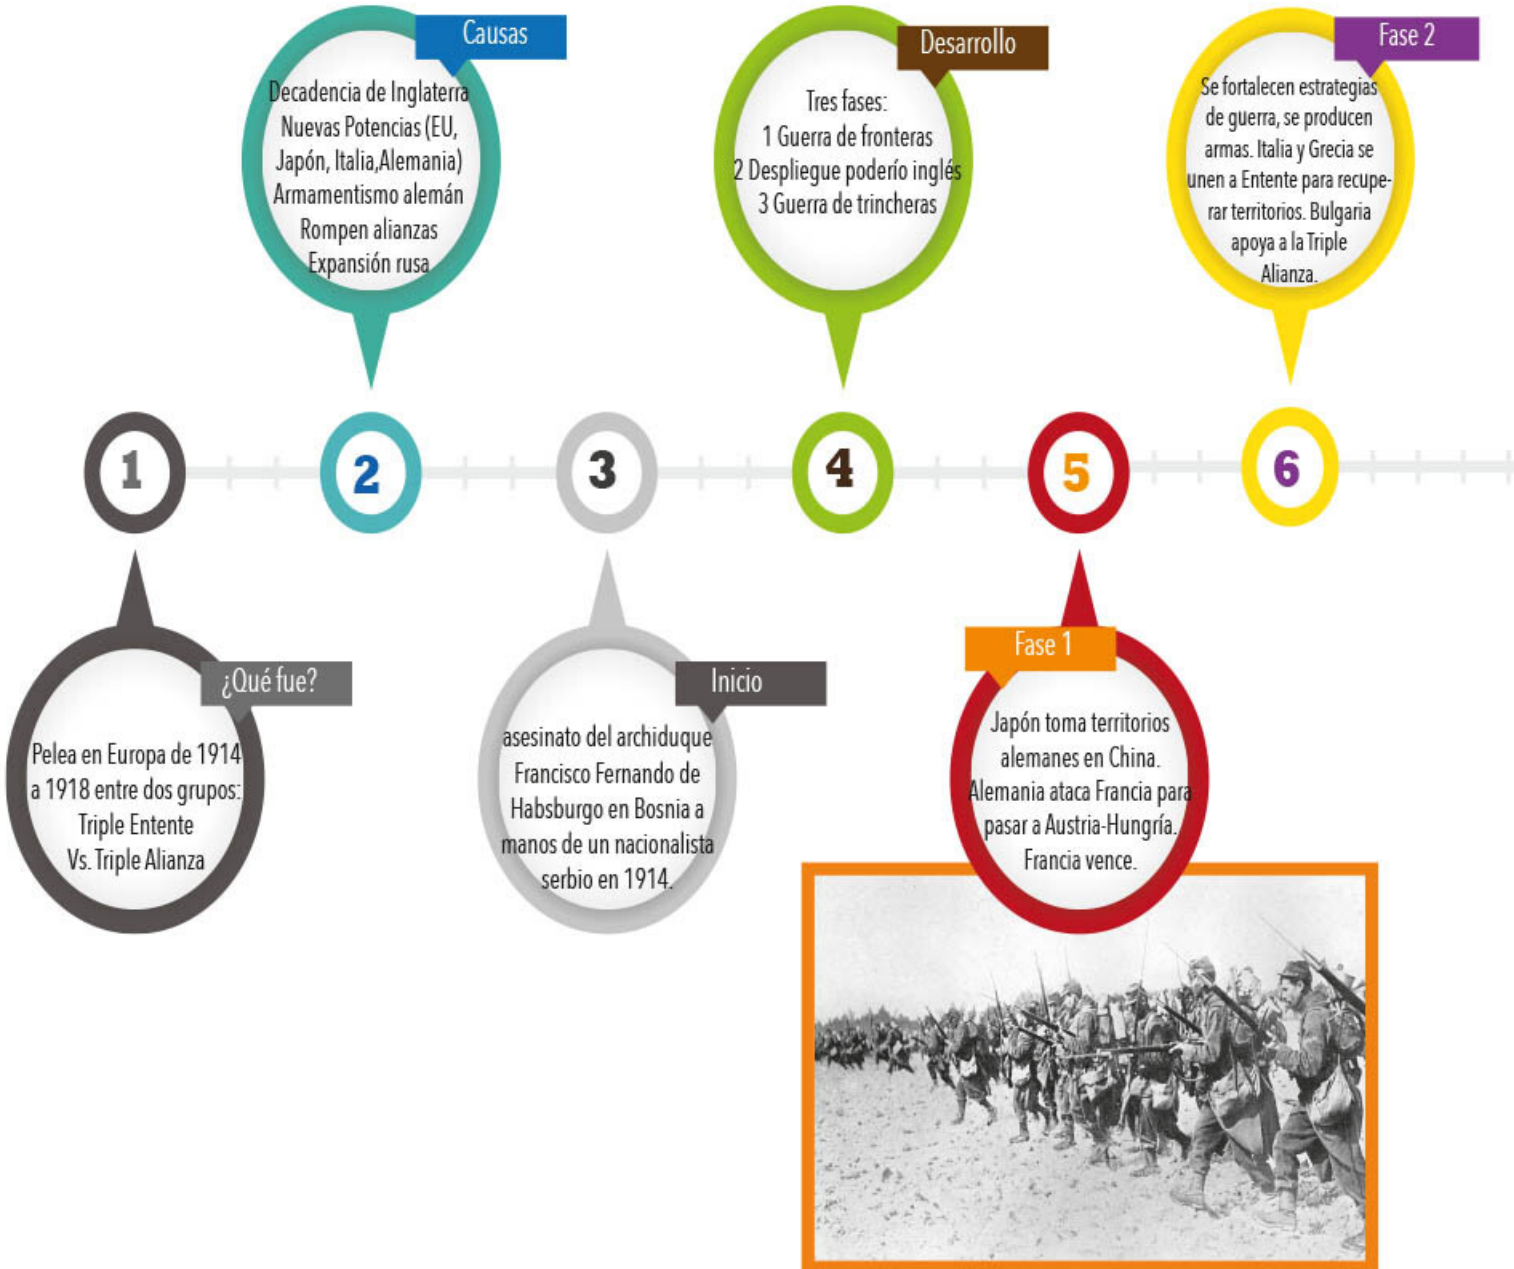 ¿Qué fue?
Pelea en Europa de 1914
a 1918 entre dos grupos:
Triple Entente
Vs. Triple Alianza
1
Causas
Decadencia de Inglaterra
Nuevas Potencias (EU,
Japón, Italia,Alemania)
Armamentismo alemán
Rompen alianzas
Expansión rusa
2
Inicio
asesinato del archiduque
Francisco Fernando de
Habsburgo en Bosnia a
manos de un nacionalista
serbio en 1914.
3
Desarrollo
Tres fases:
1 Guerra de fronteras
2 Despliegue poderío inglés
3 Guerra de trincheras
4
Fase 1
Japón toma territorios
alemanes en China.
Alemania ataca Francia para
pasar a Austria-Hungría.
Francia vence.
5
Fase 2
Se fortalecen estrategias
de guerra, se producen
armas. Italia y Grecia se
unen a Entente para recupe-
rar territorios. Bulgaria
apoya a la Triple
Alianza.
6